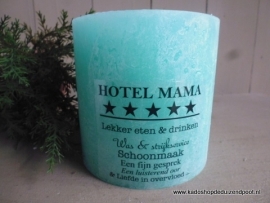 HOTEL MAMA
★★★★★
Lekker eten & drinken
Was & strijkservice
Schoonmaak
Een fijn gesprek
Een luisterend oor
& Liefde in overvloed...
www.kadoshopdeduizendpoot.nl